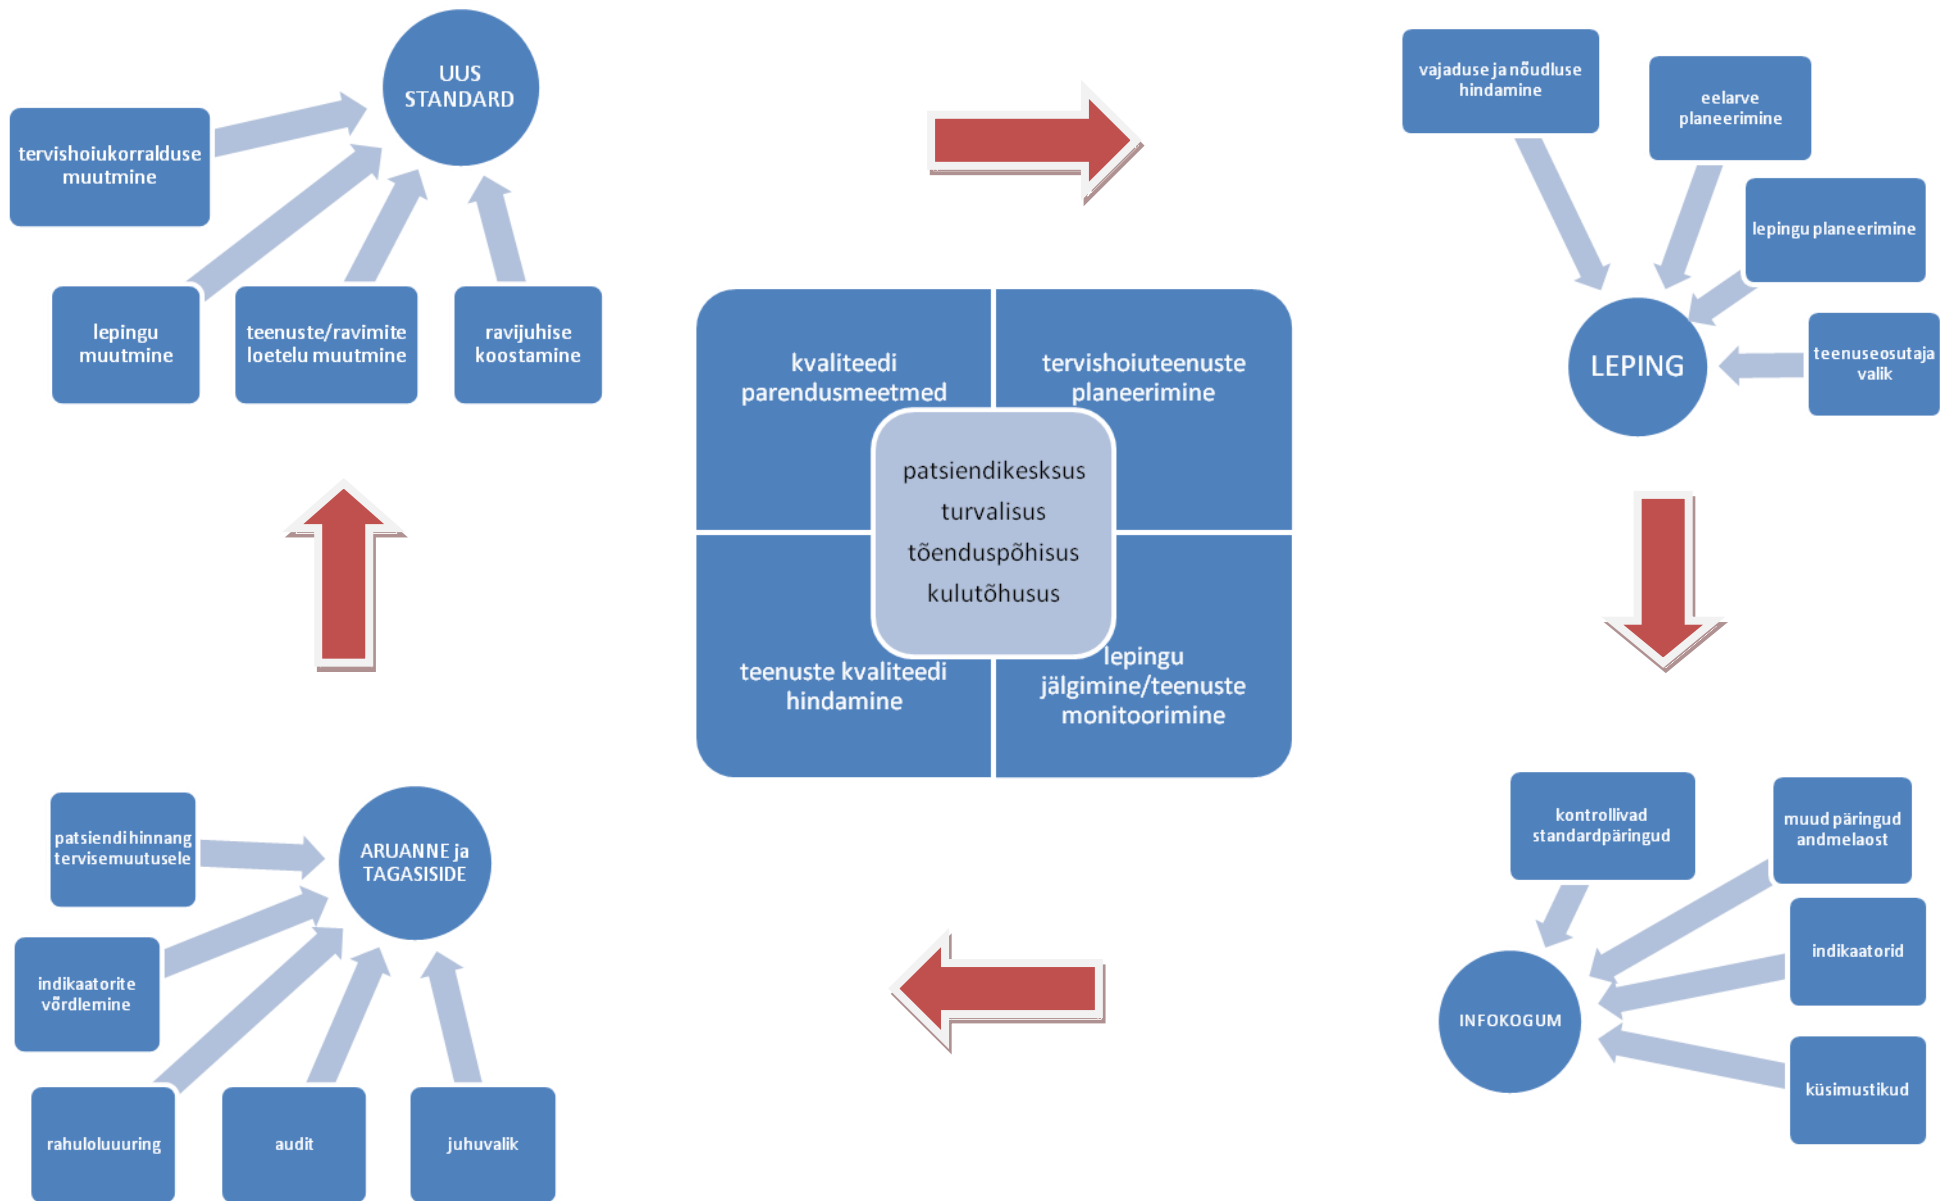 UUS
STANDARD
tervishoiukorralduse
muutmine
lepingu
muutmine
teenuste/ravimite
loetelu muutmine
ravijuhise
koostamine
vajaduse ja nõudluse
hindamine
eelarve
planeerimine
lepingu planeerimine
teenuseosutaja
valik
LEPING
kvaliteedi
parendusmeetmed
tervishoiuteenuste
planeerimine
patsiendikesksus
turvalisus
tõenduspõhisus
kulutõhusus
teenuste kvaliteedi
hindamine
lepingu
jälgimine/teenuste
monitoorimine
patsiendi hinnang
tervisemuutusele
indikaatorite
võrdlemine
rahuloluuuring
audit
juhuvalik
ARUANNE ja
TAGASISIDE
kontrollivad
standardpäringud
muud päringud
andmelaost
indikaatorid
küsimustikud
INFOKOGUM